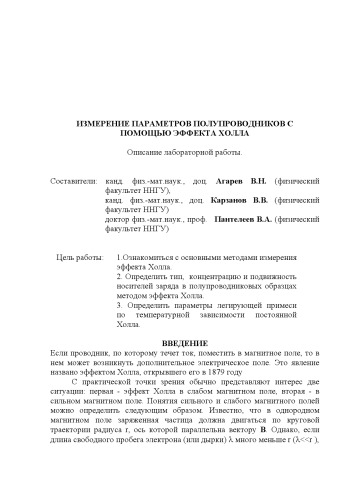 ИЗМЕРЕНИЕ ПАРАМЕТРОВ ПОЛУПРОВОДНИКОВ С
ПОМОЩЬЮ ЭФФЕКТА ХОЛЛА
Описание лабораторной работы.
Составители: канд. физ.-мат.наук., доц. Агарев В.Н. (физический
факультет ННГУ),
канд. физ.-мат.наук., доц. Карзанов В.В. (физический
факультет ННГУ)
доктор физ.-мат.наук., проф. Пантелеев В.А. (физический
факультет ННГУ)
Цель работы: 1.Ознакомиться с основными методами измерения
эффекта Холла.
2. Определить тип, концентрацию и подвижность
носителей заряда в полупроводниковых образцах
методом эффекта Холла.
3. Определить параметры легирующей примеси
по температурной зависимости постоянной
Холла.
ВВЕДЕНИЕ
Если проводник, по которому течет ток, поместить в магнитное поле, то в
нем может возникнуть дополнительное электрическое поле. Это явление
названо эффектом Холла, открывшего его в 1879 году
С практической точки зрения обычно представляют интерес две
ситуации: первая - эффект Холла в слабом магнитном поле, вторая - в
сильном магнитном поле. Понятия сильного и слабого магнитного полей
можно определить следующим образом. Известно, что в однородном
магнитном поле заряженная частица должна двигаться по круговой
траектории радиуса r, ось которой параллельна вектору B. Однако, если
длина свободного пробега электрона (или дырки) λ много меньше r (λ<<r ),